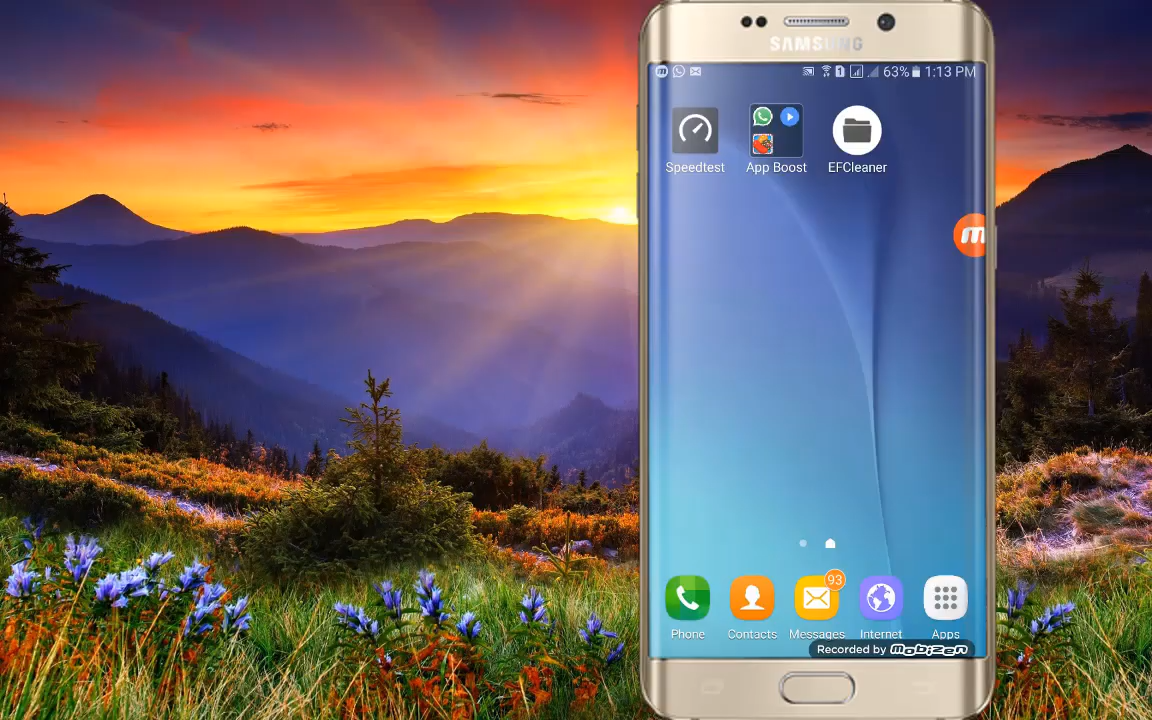 SAMSUNG
63% 1:13 PM
Speedtest
App Boost
EFCleaner
93
Phone
Contacts
Messages
Internet
Apps
Recorded by Mobizen